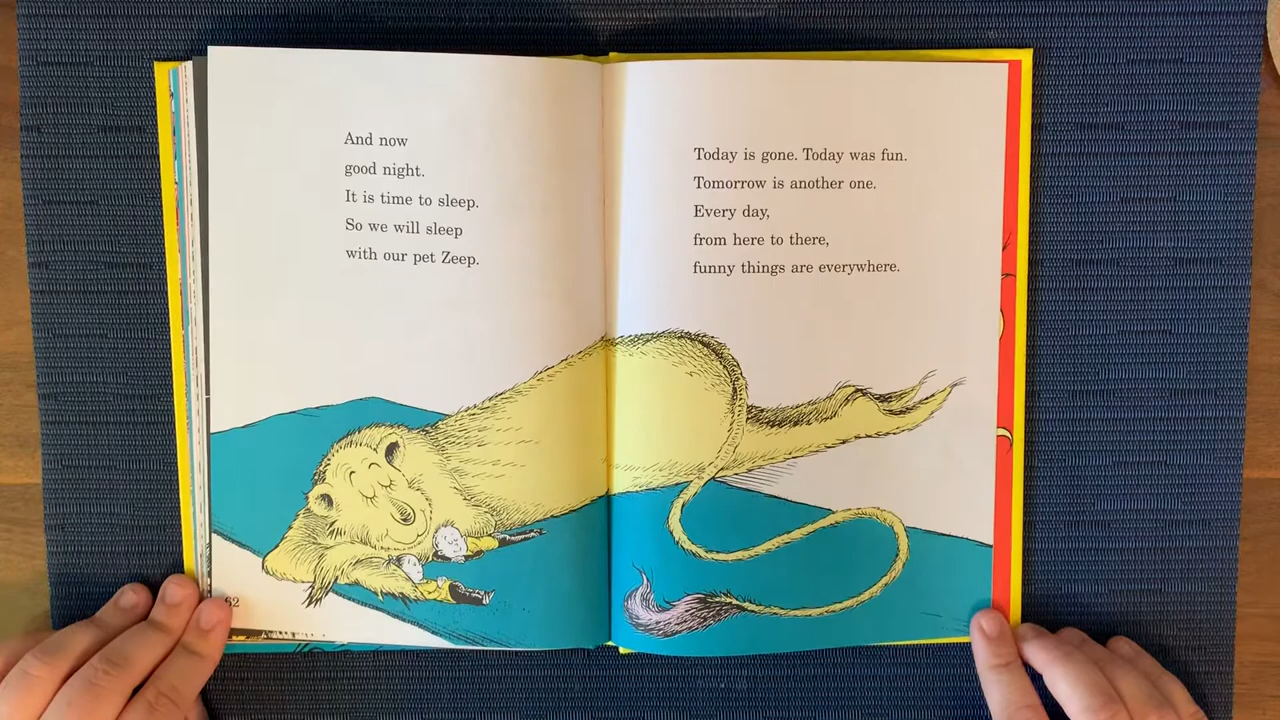 And now
good night.
It is time to sleep.
So we will sleep
with our pet Zeep.
62
Today is gone. Today was fun.
Tomorrow is another one.
Every day,
from here to there,
funny things are everywhere.